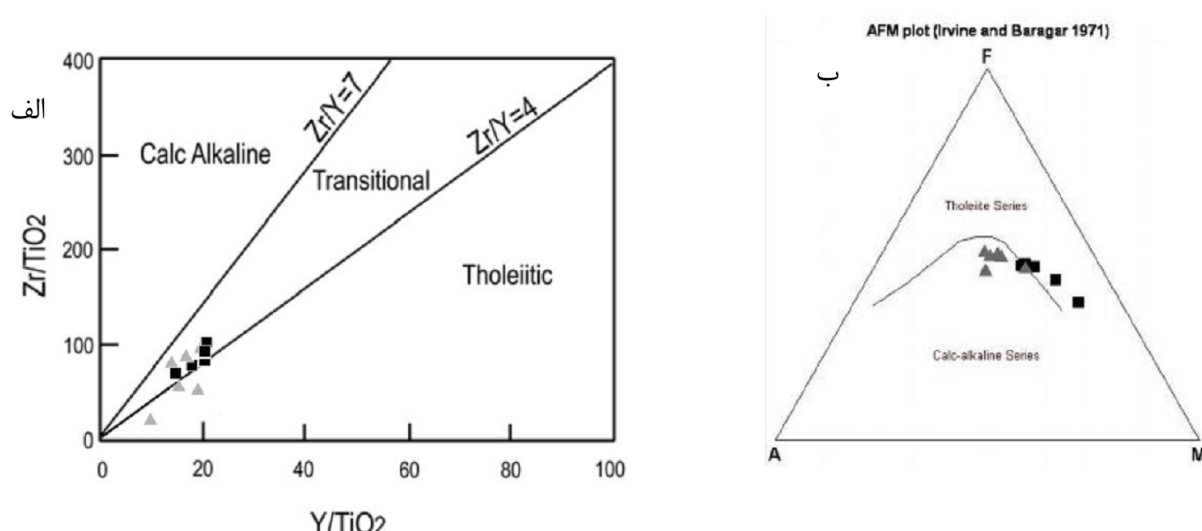 الف
400
300
200
100
0
Zr/TiO2
Calc Alkaline
Zr/Y=7
Transitional
Zr/Y=4
Tholeiitic
0 20 40 60 80 100
Y/TiO2
ب
AFM plot (Irvine and Baragar 1971)
F
Tholeiite Series
Calc-alkaline Series
A M